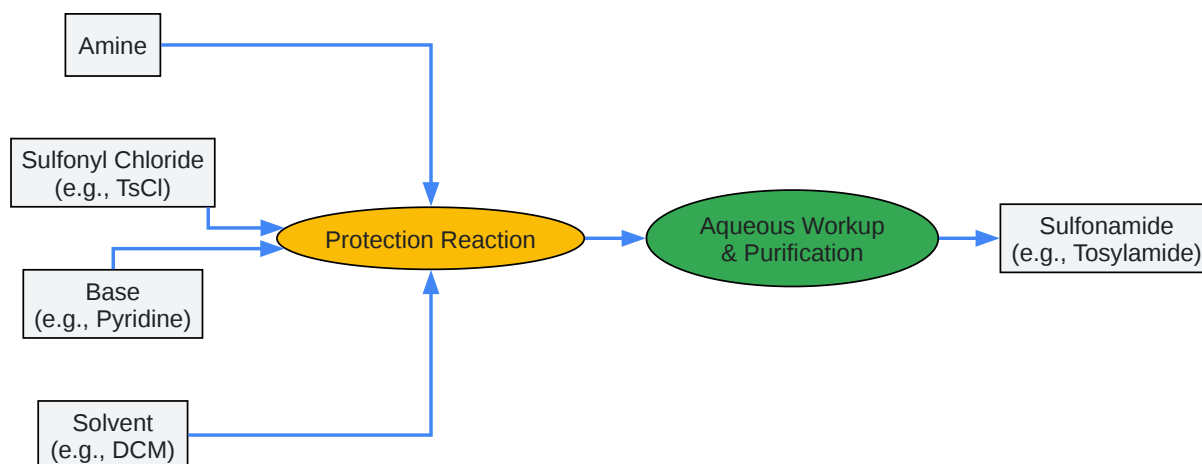 Amine
Sulfonyl Chloride
(e.g., TsCl)
Base
(e.g., Pyridine)
Solvent
(e.g., DCM)
Protection Reaction
Aqueous Workup
& Purification
Sulfonamide
(e.g., Tosylamide)